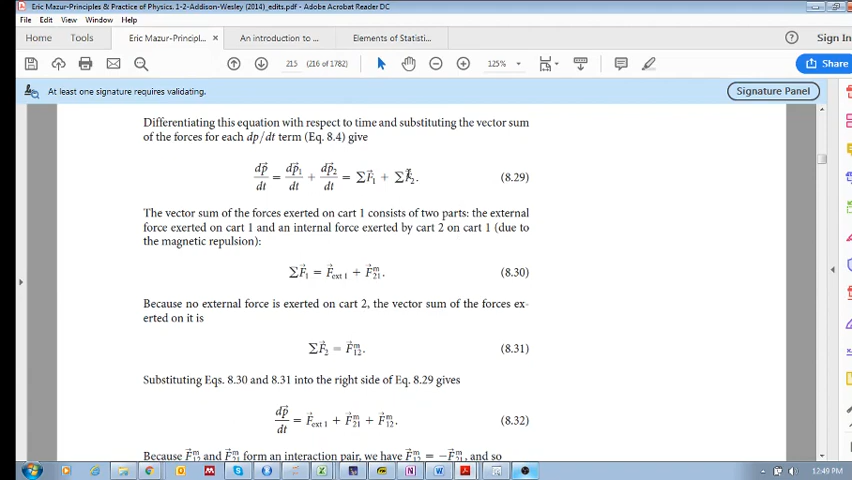 Eric Mazur-Principles & Practice of Physics. 1-2-Addison-Wesley (2014)_edits.pdf - Adobe Acrobat Reader DC
File Edit View Window Help
Home Tools Eric Mazur-Principl... × An introduction to ... Elements of Statisti... ? Sign In
215 (216 of 1782) 125% Share
At least one signature requires validating. Signature Panel
Differentiating this equation with respect to time and substituting the vector sum
of the forces for each dp/dt term (Eq. 8.4) give
dp⃗/dt = dp⃗₁/dt + dp⃗₂/dt = ΣF⃗₁ + ΣF⃗₂. (8.29)
The vector sum of the forces exerted on cart 1 consists of two parts: the external
force exerted on cart 1 and an internal force exerted by cart 2 on cart 1 (due to
the magnetic repulsion):
ΣF⃗₁ = F⃗ext 1 + F⃗ᵐ₂₁. (8.30)
Because no external force is exerted on cart 2, the vector sum of the forces ex-
erted on it is
ΣF⃗₂ = F⃗ᵐ₁₂. (8.31)
Substituting Eqs. 8.30 and 8.31 into the right side of Eq. 8.29 gives
dp⃗/dt = F⃗ext 1 + F⃗ᵐ₂₁ + F⃗ᵐ₁₂. (8.32)
Because F⃗ᵐ₁₂ and F⃗ᵐ₂₁ form an interaction pair, we have F⃗ᵐ₁₂ = −F⃗ᵐ₂₁, and so
12:49 PM